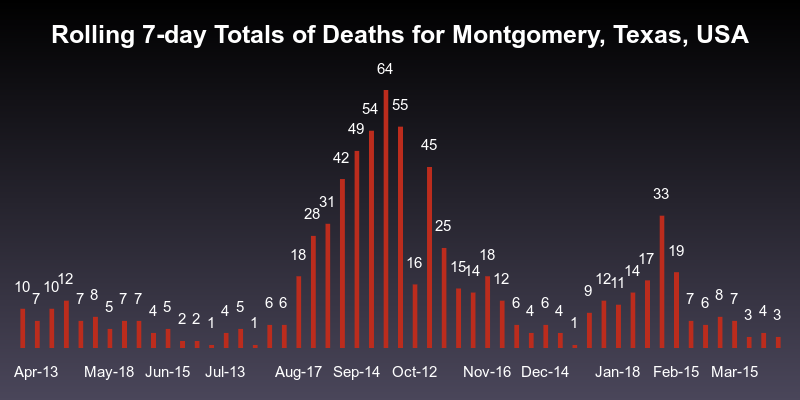 Rolling 7-day Totals of Deaths for Montgomery, Texas, USA
10 7 10 12 7 8 5 7 7 4 5 2 2 1 4 5 1 6 6 18 28 31 42 49 54 64 55 16 45 25 15 14 18 12 6 4 6 4 1 9 12 11 14 17 33 19 7 6 8 7 3 4 3
Apr-13 May-18 Jun-15 Jul-13 Aug-17 Sep-14 Oct-12 Nov-16 Dec-14 Jan-18 Feb-15 Mar-15